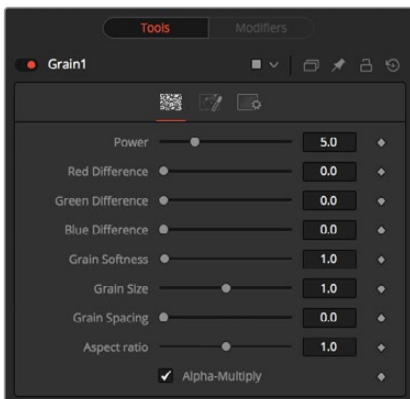 Tools Modifiers
Grain1
Power 5.0
Red Difference 0.0
Green Difference 0.0
Blue Difference 0.0
Grain Softness 1.0
Grain Size 1.0
Grain Spacing 0.0
Aspect ratio 1.0
Alpha-Multiply